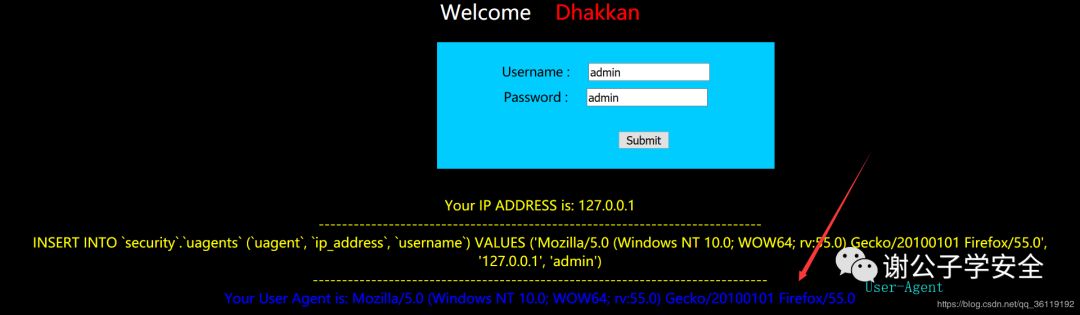 Welcome Dhakkan
Username : admin
Password : admin
Submit
Your IP ADDRESS is: 127.0.0.1
INSERT INTO `security`.`uagents` (`uagent`, `ip_address`, `username`) VALUES ('Mozilla/5.0 (Windows NT 10.0; WOW64; rv:55.0) Gecko/20100101 Firefox/55.0',
'127.0.0.1', 'admin')
谢公子学安全
User-Agent
Your User Agent is: Mozilla/5.0 (Windows NT 10.0; WOW64; rv:55.0) Gecko/20100101 Firefox/55.0
https://blog.csdn.net/qq_36119192